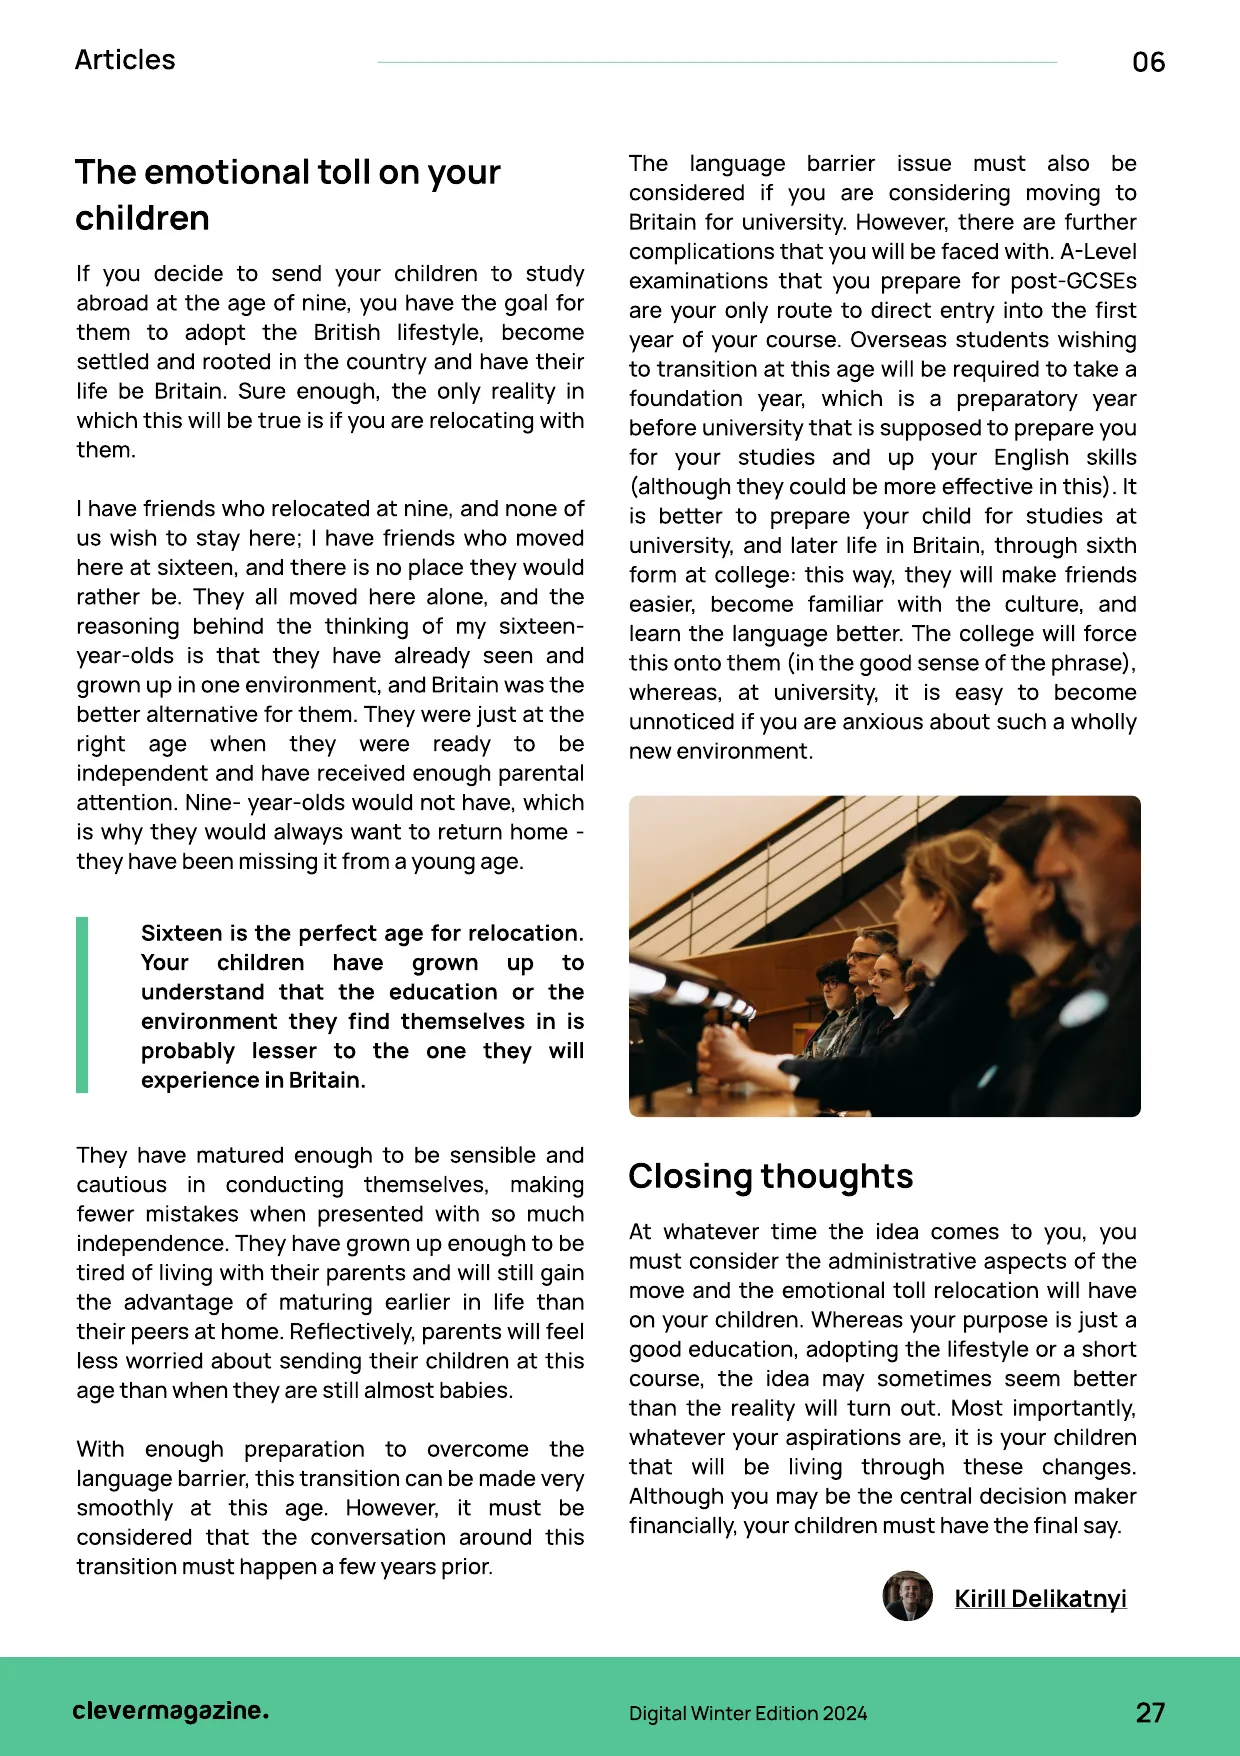 Articles
06
The emotional toll on your
children
If you decide to send your children to study
abroad at the age of nine, you have the goal for
them to adopt the British lifestyle, become
settled and rooted in the country and have their
life be Britain. Sure enough, the only reality in
which this will be true is if you are relocating with
them.
I have friends who relocated at nine, and none of
us wish to stay here; I have friends who moved
here at sixteen, and there is no place they would
rather be. They all moved here alone, and the
reasoning behind the thinking of my sixteen-
year-olds is that they have already seen and
grown up in one environment, and Britain was the
better alternative for them. They were just at the
right age when they were ready to be
independent and have received enough parental
attention. Nine- year-olds would not have, which
is why they would always want to return home -
they have been missing it from a young age.
Sixteen is the perfect age for relocation.
Your children have grown up to
understand that the education or the
environment they find themselves in is
probably lesser to the one they will
experience in Britain.
They have matured enough to be sensible and
cautious in conducting themselves, making
fewer mistakes when presented with so much
independence. They have grown up enough to be
tired of living with their parents and will still gain
the advantage of maturing earlier in life than
their peers at home. Reflectively, parents will feel
less worried about sending their children at this
age than when they are still almost babies.
With enough preparation to overcome the
language barrier, this transition can be made very
smoothly at this age. However, it must be
considered that the conversation around this
transition must happen a few years prior.
The language barrier issue must also be
considered if you are considering moving to
Britain for university. However, there are further
complications that you will be faced with. A-Level
examinations that you prepare for post-GCSEs
are your only route to direct entry into the first
year of your course. Overseas students wishing
to transition at this age will be required to take a
foundation year, which is a preparatory year
before university that is supposed to prepare you
for your studies and up your English skills
(although they could be more effective in this). It
is better to prepare your child for studies at
university, and later life in Britain, through sixth
form at college: this way, they will make friends
easier, become familiar with the culture, and
learn the language better. The college will force
this onto them (in the good sense of the phrase),
whereas, at university, it is easy to become
unnoticed if you are anxious about such a wholly
new environment.
Closing thoughts
At whatever time the idea comes to you, you
must consider the administrative aspects of the
move and the emotional toll relocation will have
on your children. Whereas your purpose is just a
good education, adopting the lifestyle or a short
course, the idea may sometimes seem better
than the reality will turn out. Most importantly,
whatever your aspirations are, it is your children
that will be living through these changes.
Although you may be the central decision maker
financially, your children must have the final say.
Kirill Delikatnyi
clevermagazine.
Digital Winter Edition 2024
27